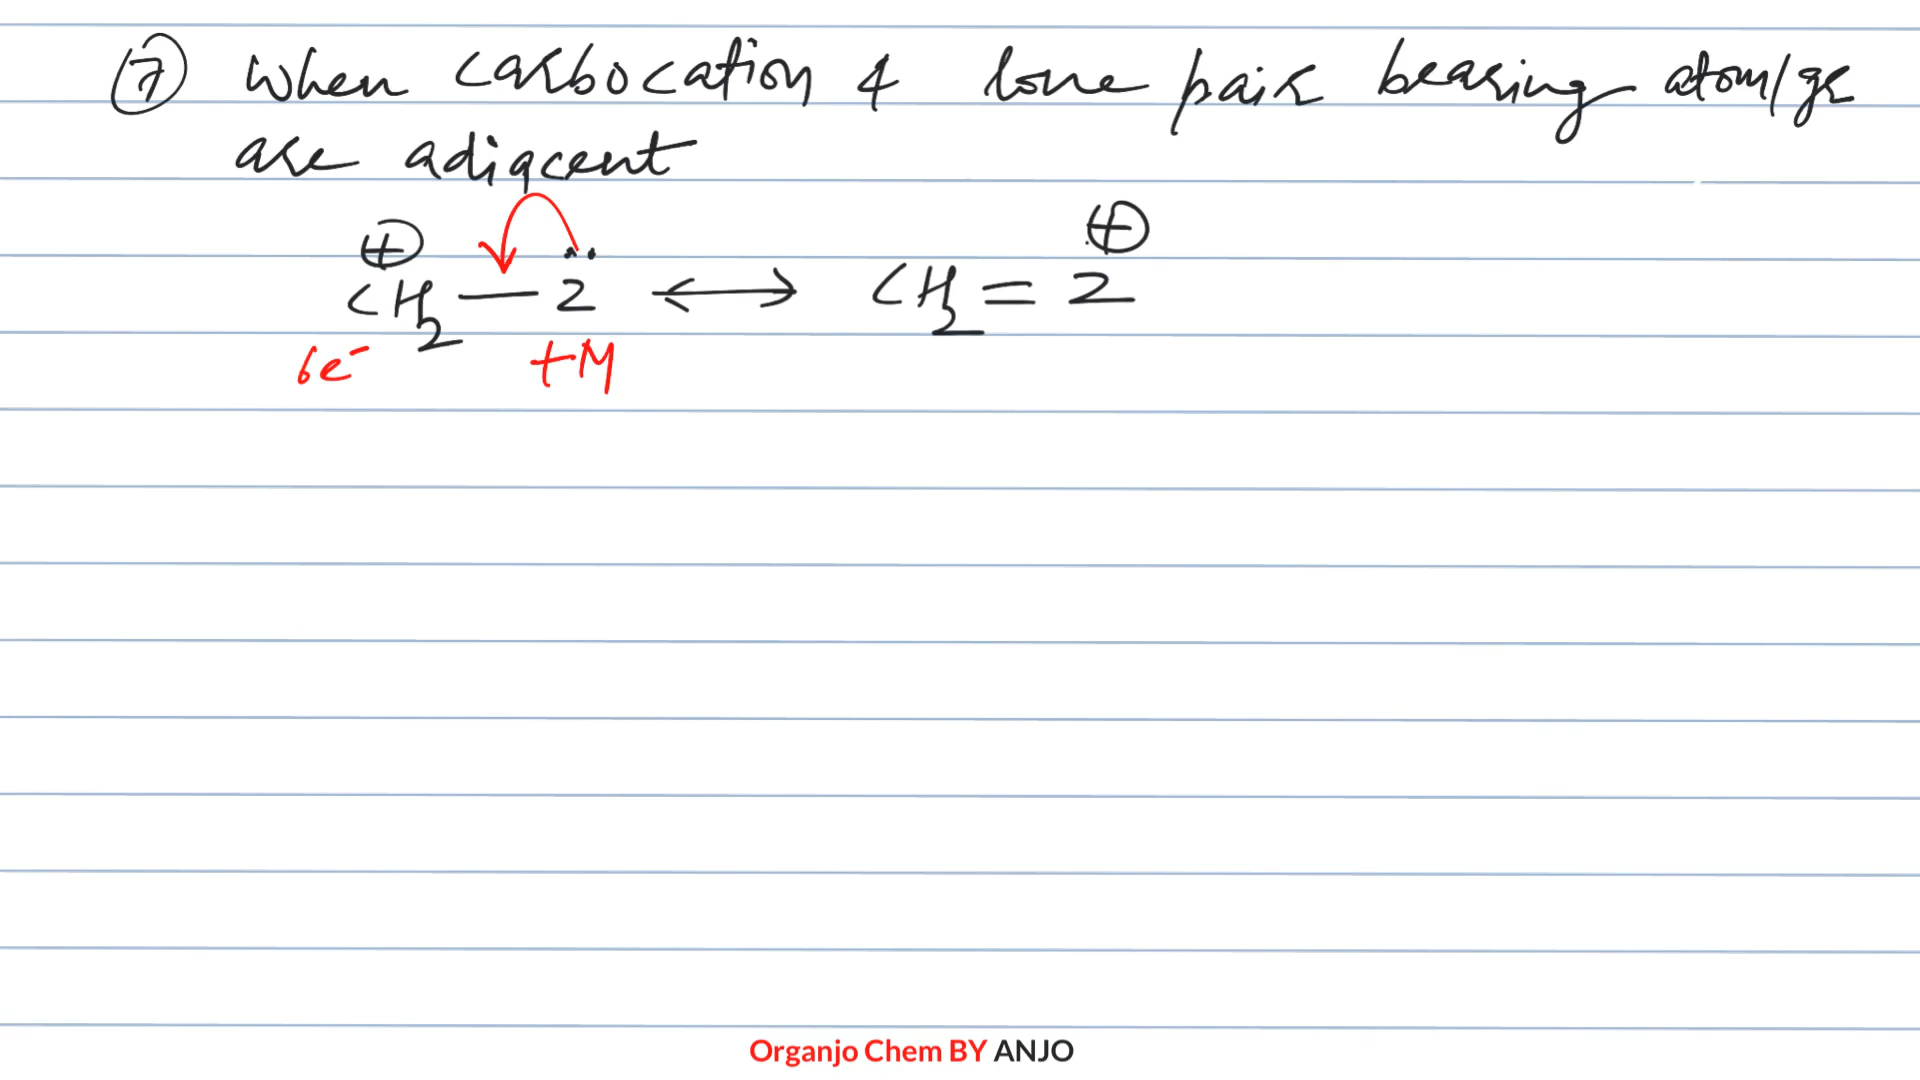 ⑦ When carbocation & lone pair bearing atom/gr
are adjacent
⊕ ⊕
CH₂ — Z̈ ⟷ CH₂ = Z
6e⁻ +M
Organjo Chem BY ANJO